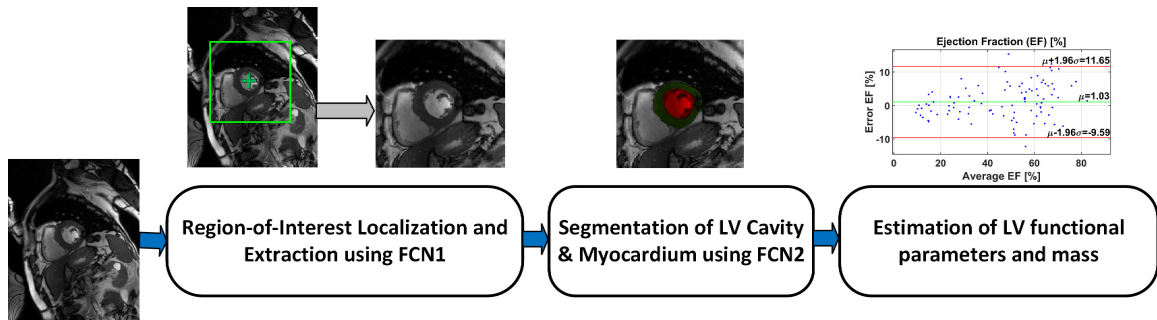 Ejection Fraction (EF) [%]
μ+1.96σ=11.65
μ=1.03
μ-1.96σ=-9.59
10
0
-10
Error EF [%]
0 20 40 60 80
Average EF [%]
Region-of-Interest Localization and
Extraction using FCN1
Segmentation of LV Cavity
& Myocardium using FCN2
Estimation of LV functional
parameters and mass